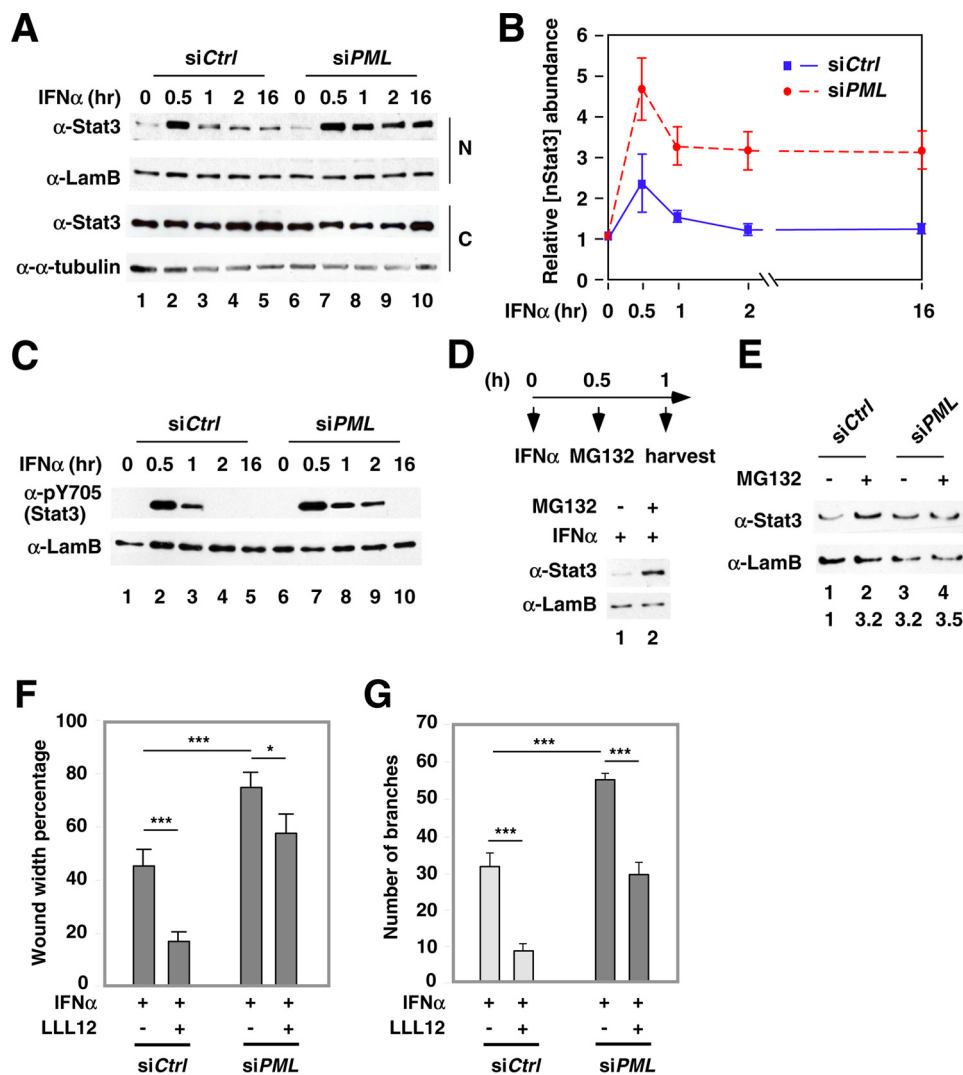 A
siCtrl siPML
IFNα (hr) 0 0.5 1 2 16 0 0.5 1 2 16
α-Stat3
α-LamB
N
α-Stat3
α-α-tubulin
C
1 2 3 4 5 6 7 8 9 10
B
Relative [nStat3] abundance
6
5
4
3
2
1
0
siCtrl
siPML
IFNα (hr) 0 0.5 1 2 16
C
siCtrl siPML
IFNα (hr) 0 0.5 1 2 16 0 0.5 1 2 16
α-pY705
(Stat3)
α-LamB
1 2 3 4 5 6 7 8 9 10
D
(h) 0 0.5 1
IFNα MG132 harvest
MG132 - +
IFNα + +
α-Stat3
α-LamB
1 2
E
siCtrl siPML
MG132 - + - +
α-Stat3
α-LamB
1 2 3 4
1 3.2 3.2 3.5
F
Wound width percentage
100
80
60
40
20
0
*** *** *
IFNα + + + +
LLL12 - + - +
siCtrl siPML
G
Number of branches
70
60
50
40
30
20
10
0
*** *** ***
IFNα + + + +
LLL12 - + - +
siCtrl siPML